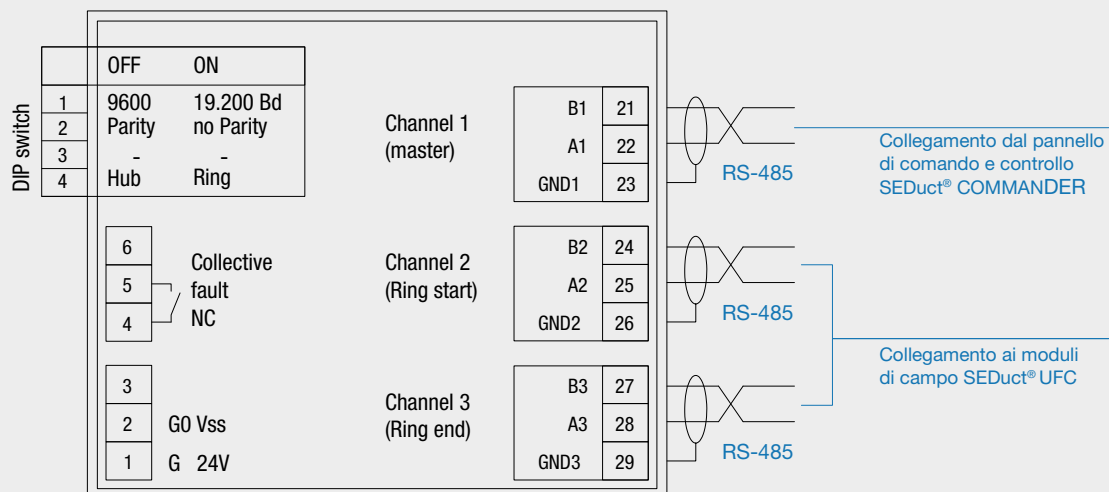 OFF ON
DIP switch
1 9600 19.200 Bd
2 Parity no Parity
3 - -
4 Hub Ring
6
5
4
Collective
fault
NC
3
2 G0 Vss
1 G 24V
Channel 1
(master)
B1 21
A1 22
GND1 23
RS-485
Collegamento dal pannello
di comando e controllo
SEDuct® COMMANDER
Channel 2
(Ring start)
B2 24
A2 25
GND2 26
RS-485
Channel 3
(Ring end)
B3 27
A3 28
GND3 29
RS-485
Collegamento ai moduli
di campo SEDuct® UFC